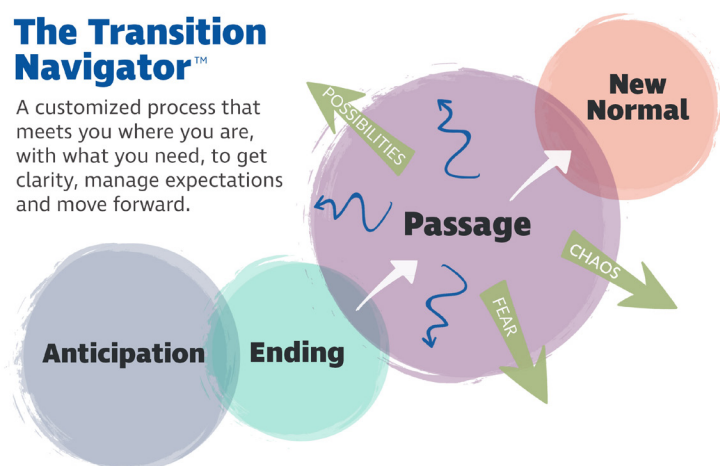 The Transition
Navigator™
A customized process that
meets you where you are,
with what you need, to get
clarity, manage expectations
and move forward.
New
Normal
POSSIBILITIES
Passage
CHAOS
FEAR
Anticipation
Ending